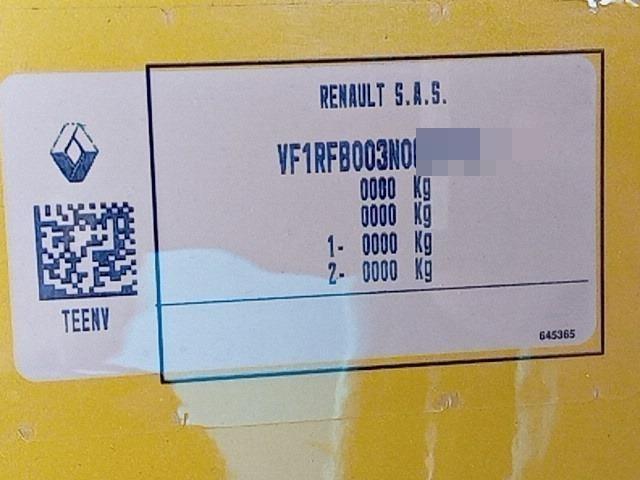 RENAULT S.A.S.
VF1RFB003N0
0000 Kg
0000 Kg
1- 0000 Kg
2- 0000 Kg
TEENV
645365